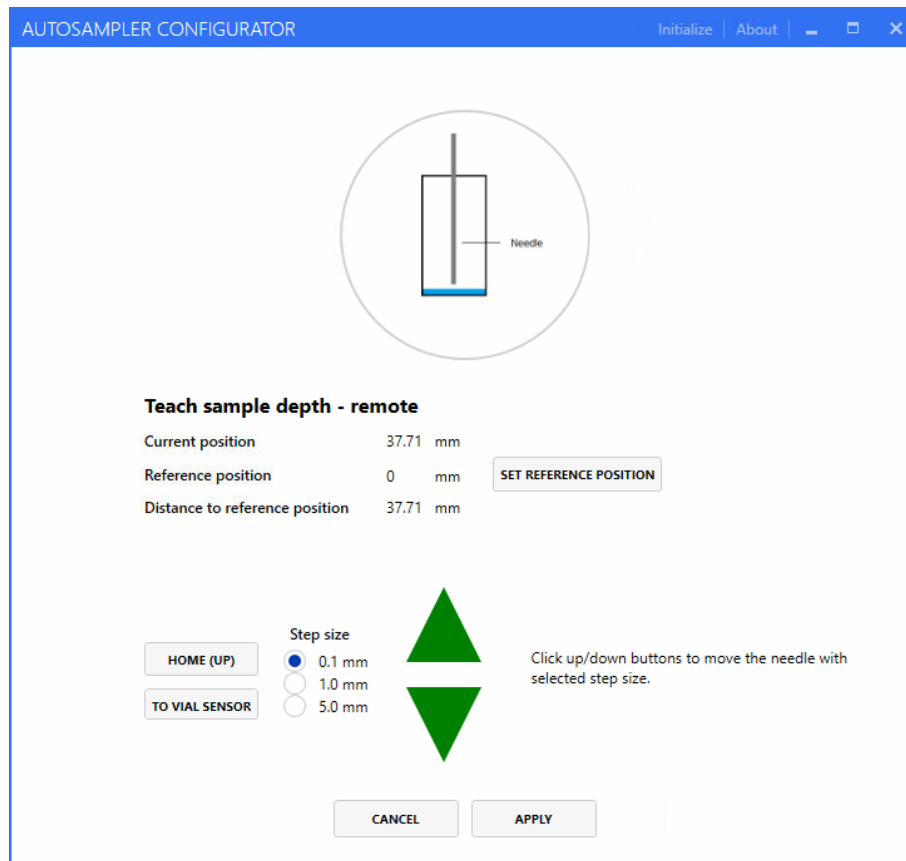 AUTOSAMPLER CONFIGURATOR
Initialize
About
Needle
Teach sample depth - remote
Current position 37.71 mm
Reference position 0 mm SET REFERENCE POSITION
Distance to reference position 37.71 mm
Step size
HOME (UP)
0.1 mm
1.0 mm
TO VIAL SENSOR
5.0 mm
Click up/down buttons to move the needle with
selected step size.
CANCEL
APPLY